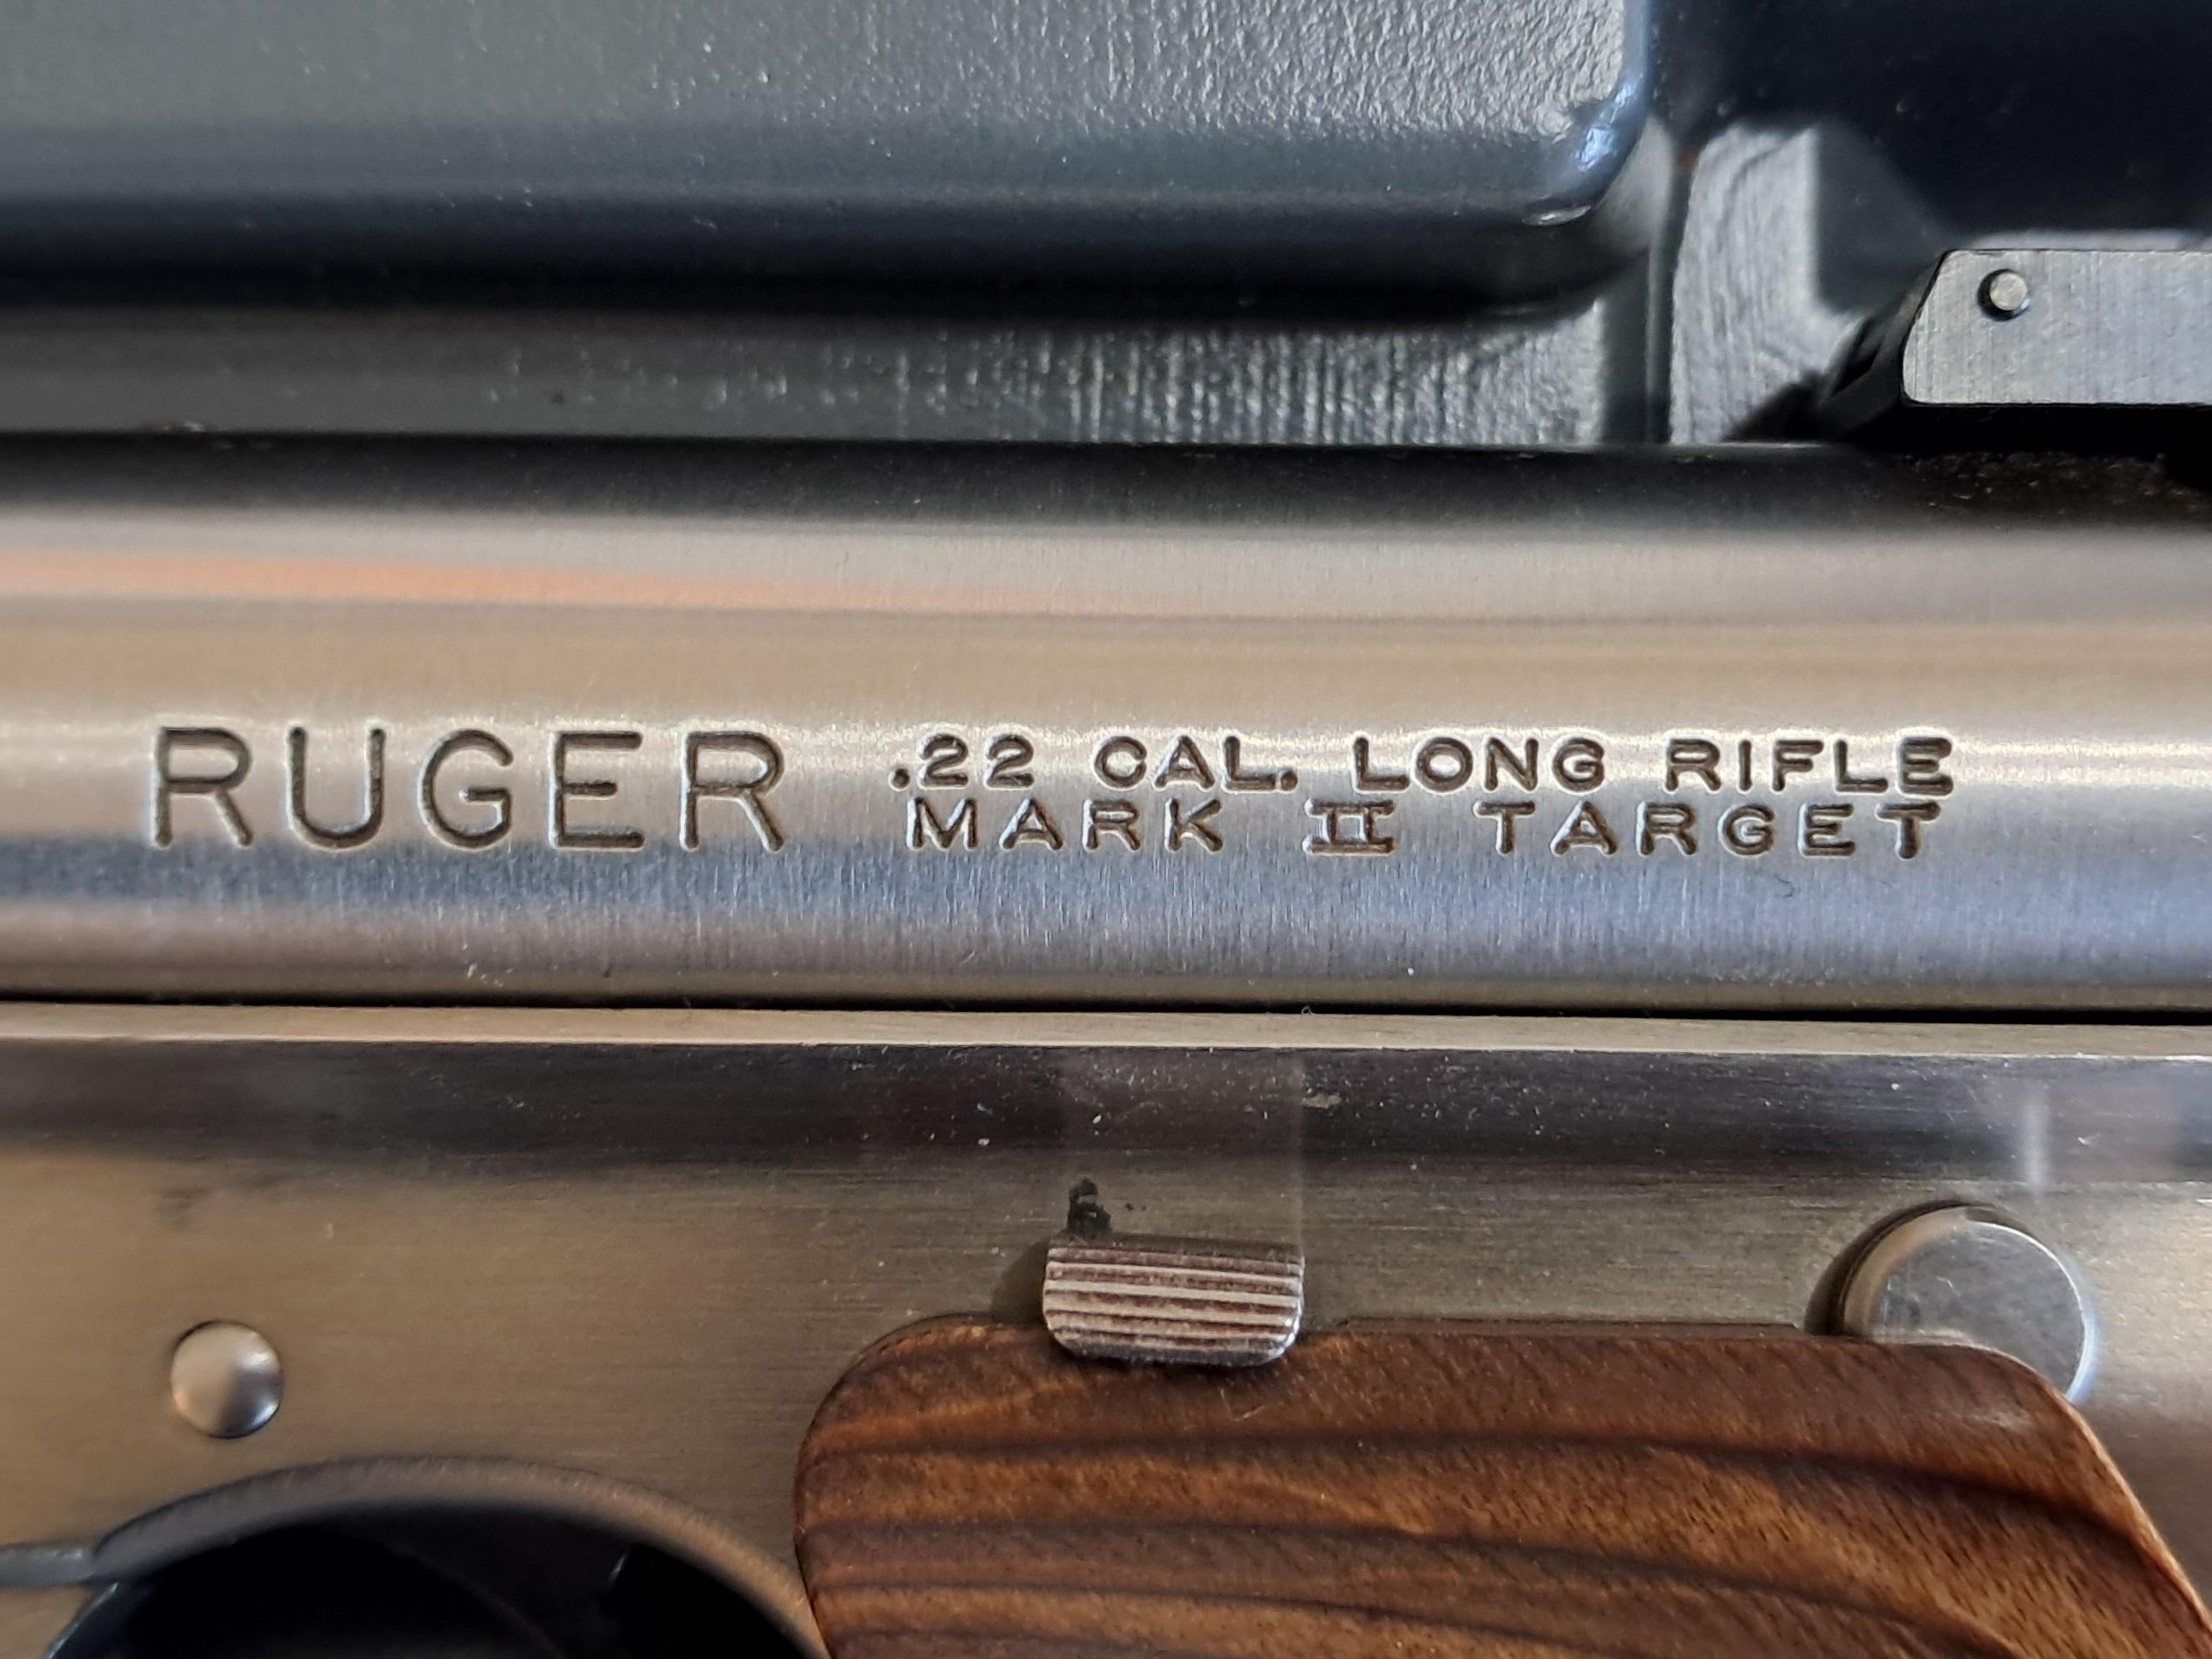 RUGER
.22 CAL. LONG RIFLE
MARK II TARGET